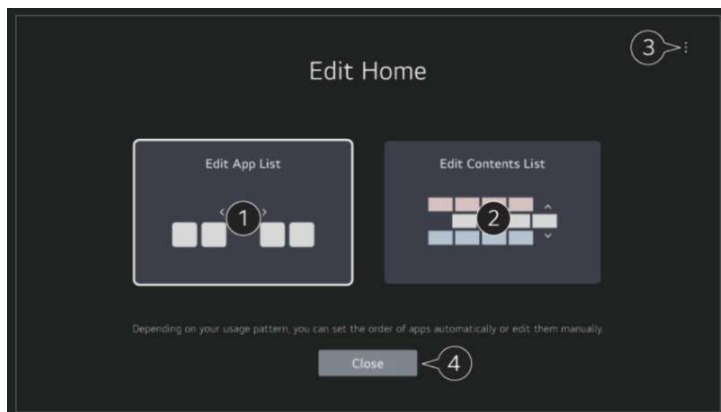 3
Edit Home
Edit App List
Edit Contents List
1
2
Depending on your usage pattern, you can set the order of apps automatically or edit them manually.
Close
4